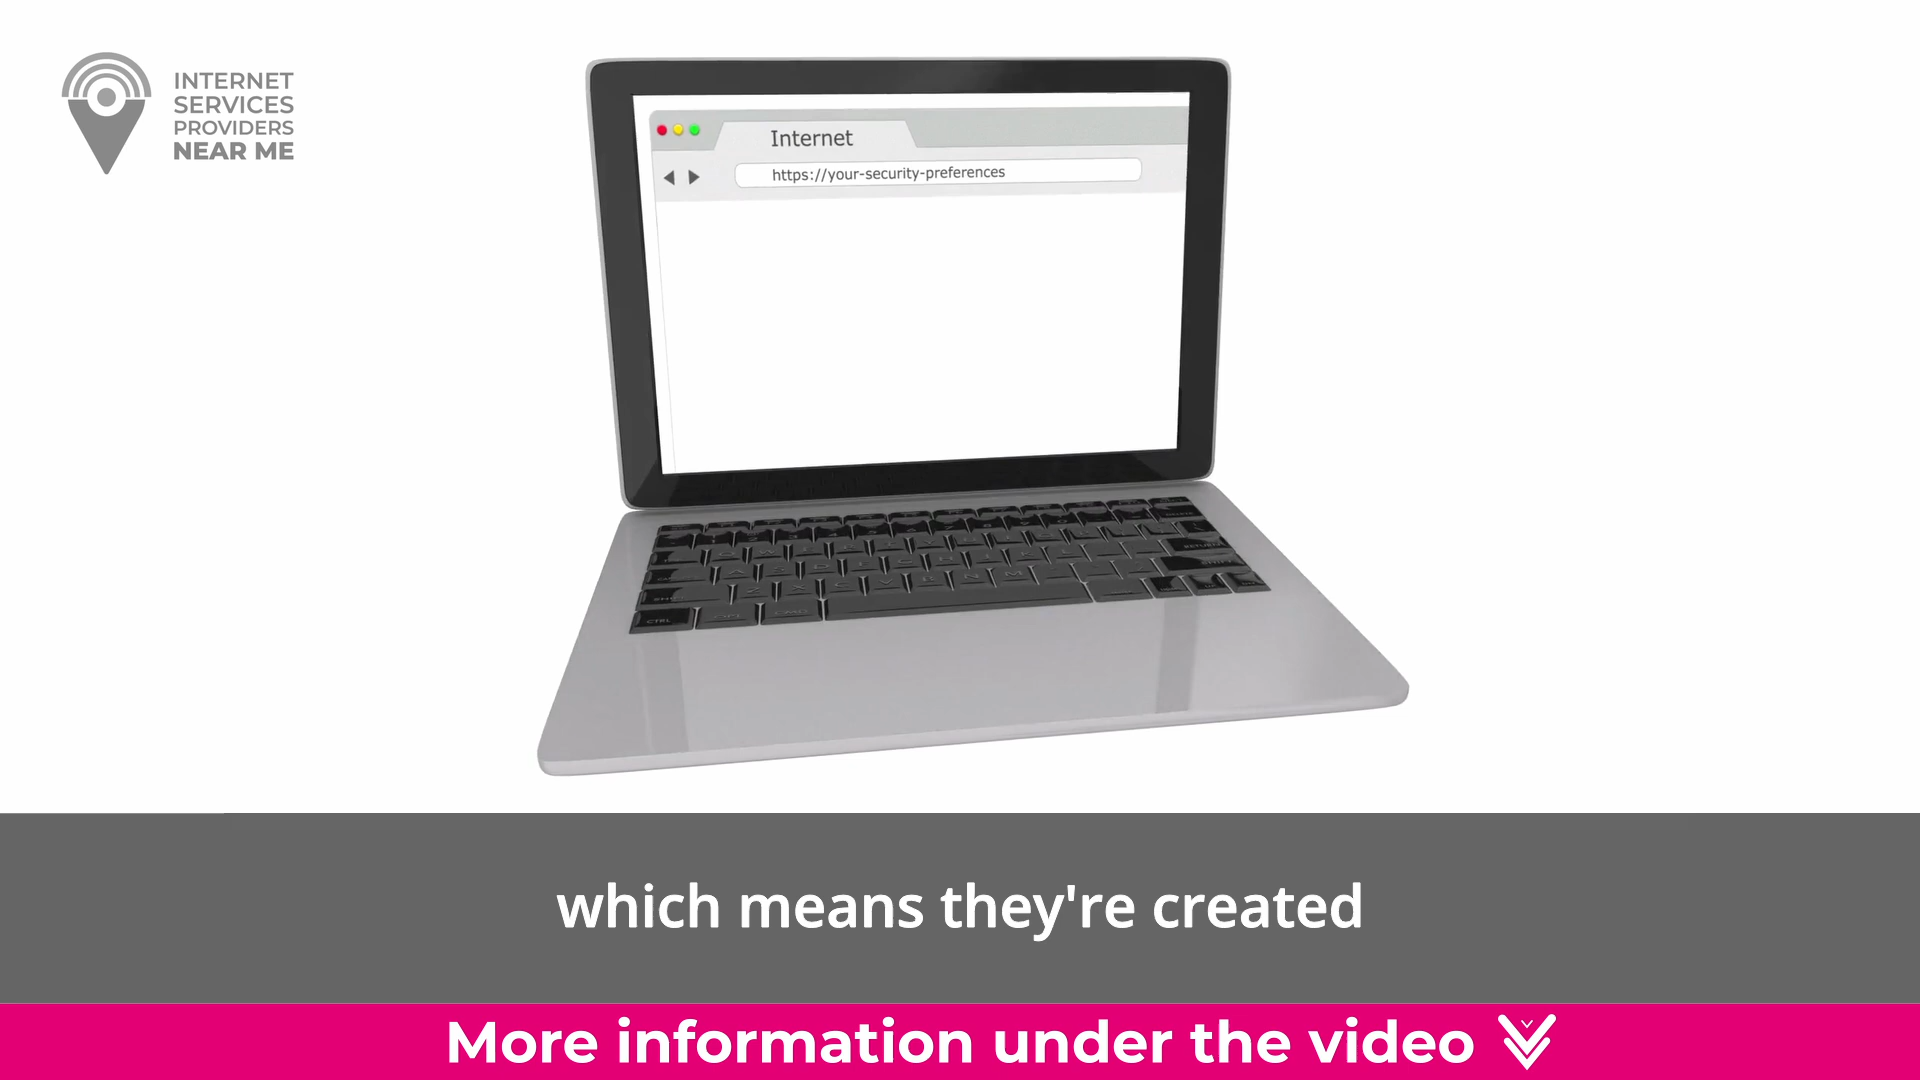 INTERNET
SERVICES
PROVIDERS
NEAR ME
Internet
https://your-security-preferences
CTRL
which means they're created
More information under the video